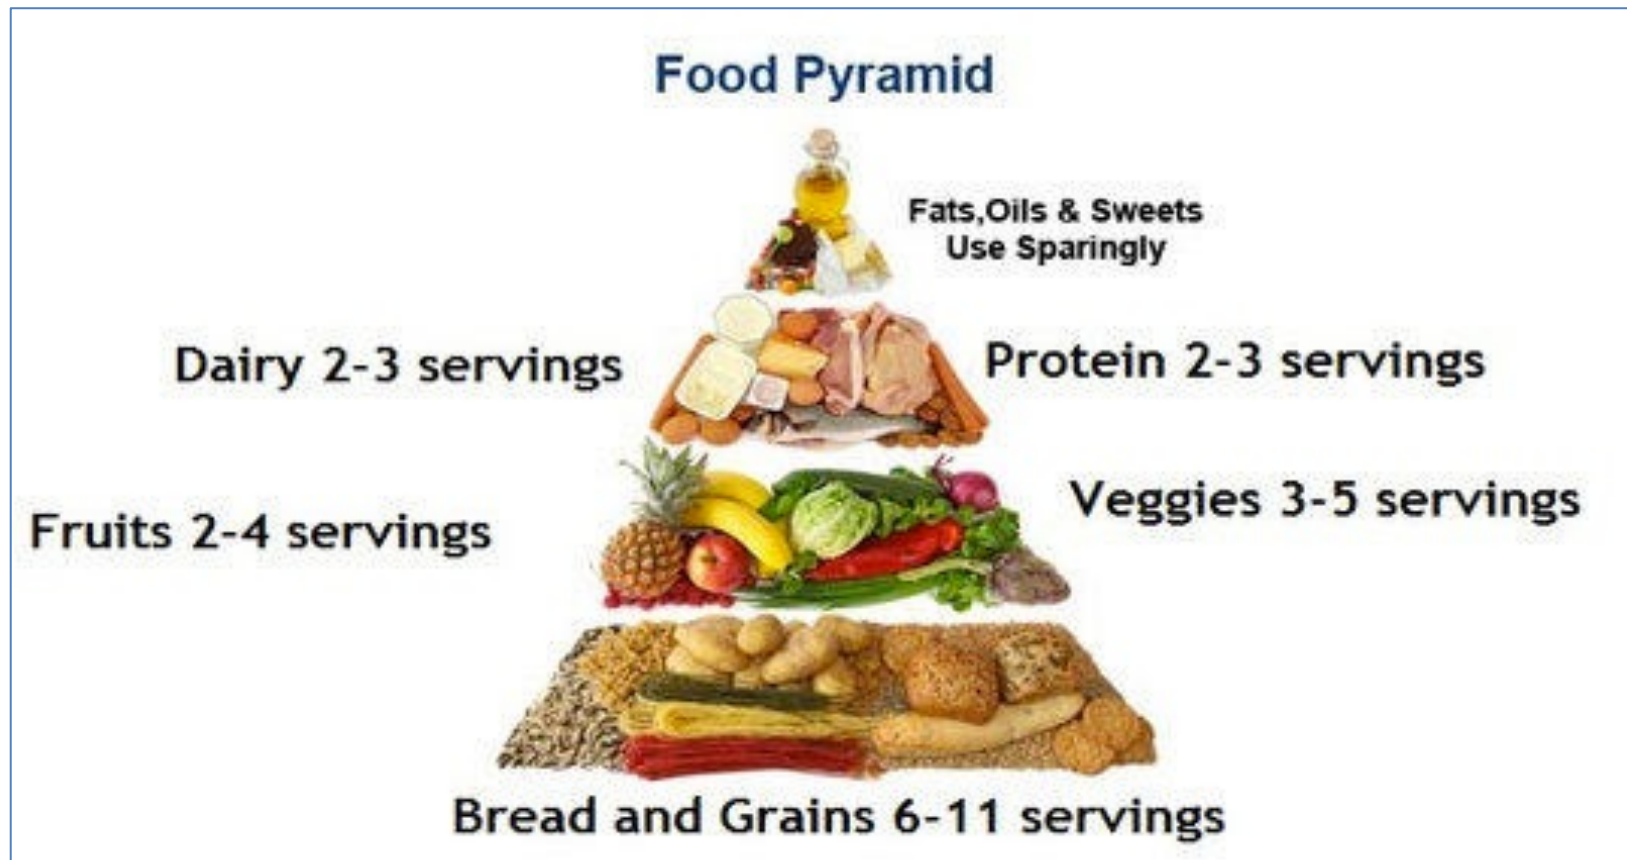 Food Pyramid
Fats,Oils & Sweets
Use Sparingly
Dairy 2-3 servings
Protein 2-3 servings
Fruits 2-4 servings
Veggies 3-5 servings
Bread and Grains 6-11 servings